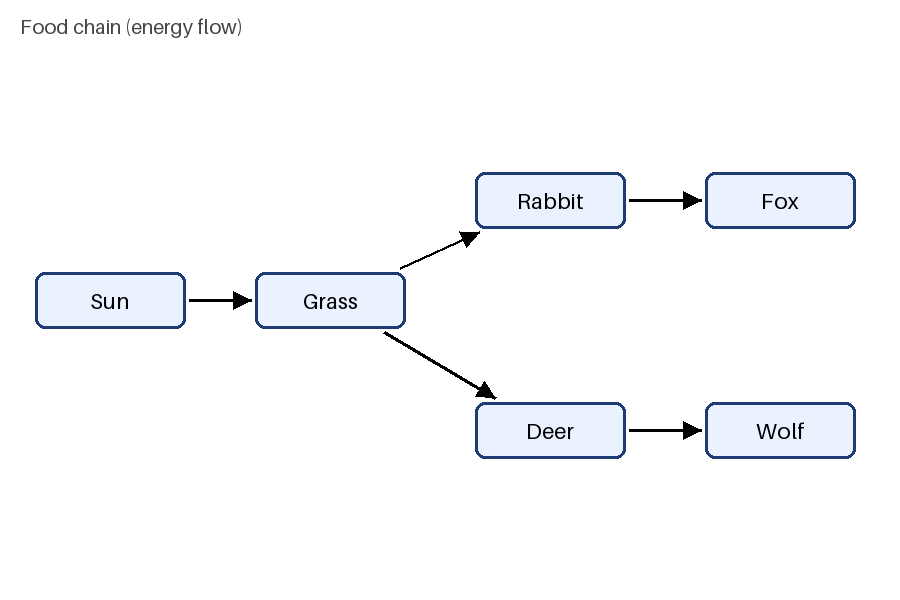 Food chain (energy flow)
Rabbit
Fox
Sun
Grass
Deer
Wolf